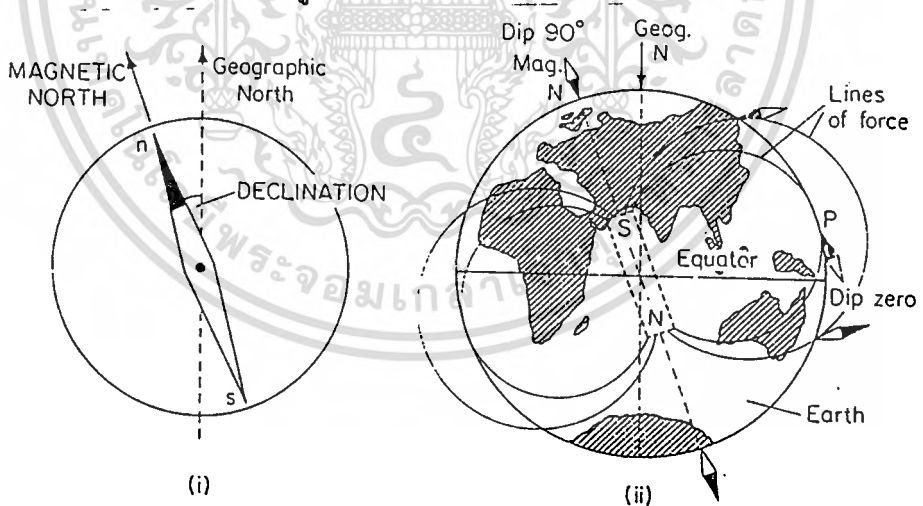 MAGNETIC
NORTH
Geographic
North
n
DECLINATION
s
(i)
Dip 90°
Mag.
N
Geog.
N
Lines
of force
P
S
Equator
Dip zero
N
Earth
(ii)